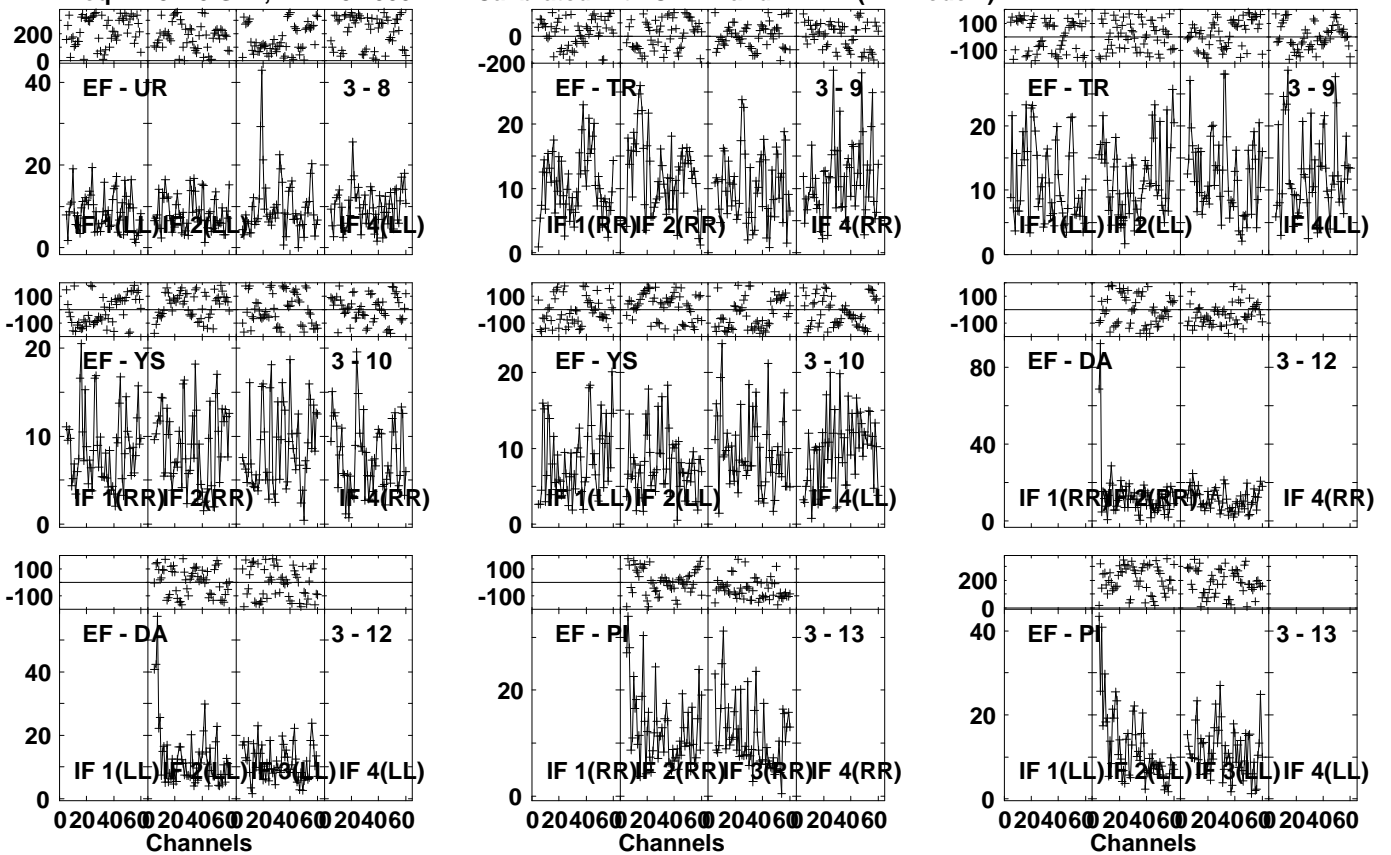 200
0
40
20
0
EF - UR
3 - 8
IF 1(LL)
IF 2(LL)
IF 4(LL)
0
-200
20
10
0
EF - TR
3 - 9
IF 1(RR)
IF 2(RR)
IF 4(RR)
100
-100
20
10
0
EF - TR
3 - 9
IF 1(LL)
IF 2(LL)
IF 4(LL)
100
-100
20
10
0
EF - YS
3 - 10
IF 1(RR)
IF 2(RR)
IF 4(RR)
100
-100
20
10
0
EF - YS
3 - 10
IF 1(LL)
IF 2(LL)
IF 4(LL)
100
-100
80
40
20
0
EF - DA
3 - 12
IF 1(RR)
IF 2(RR)
IF 4(RR)
100
-100
40
20
0
EF - DA
3 - 12
IF 1(LL)
IF 2(LL)
IF 3(LL)
IF 4(LL)
0 20 40 60 0 20 40 60 0 20 40 60 0 20 40 60
Channels
100
-100
20
0
EF - PI
3 - 13
IF 1(RR)
IF 2(RR)
IF 3(RR)
IF 4(RR)
0 20 40 60 0 20 40 60 0 20 40 60 0 20 40 60
Channels
200
0
40
20
0
EF - PI
3 - 13
IF 1(LL)
IF 2(LL)
IF 3(LL)
IF 4(LL)
0 20 40 60 0 20 40 60 0 20 40 60 0 20 40 60
Channels